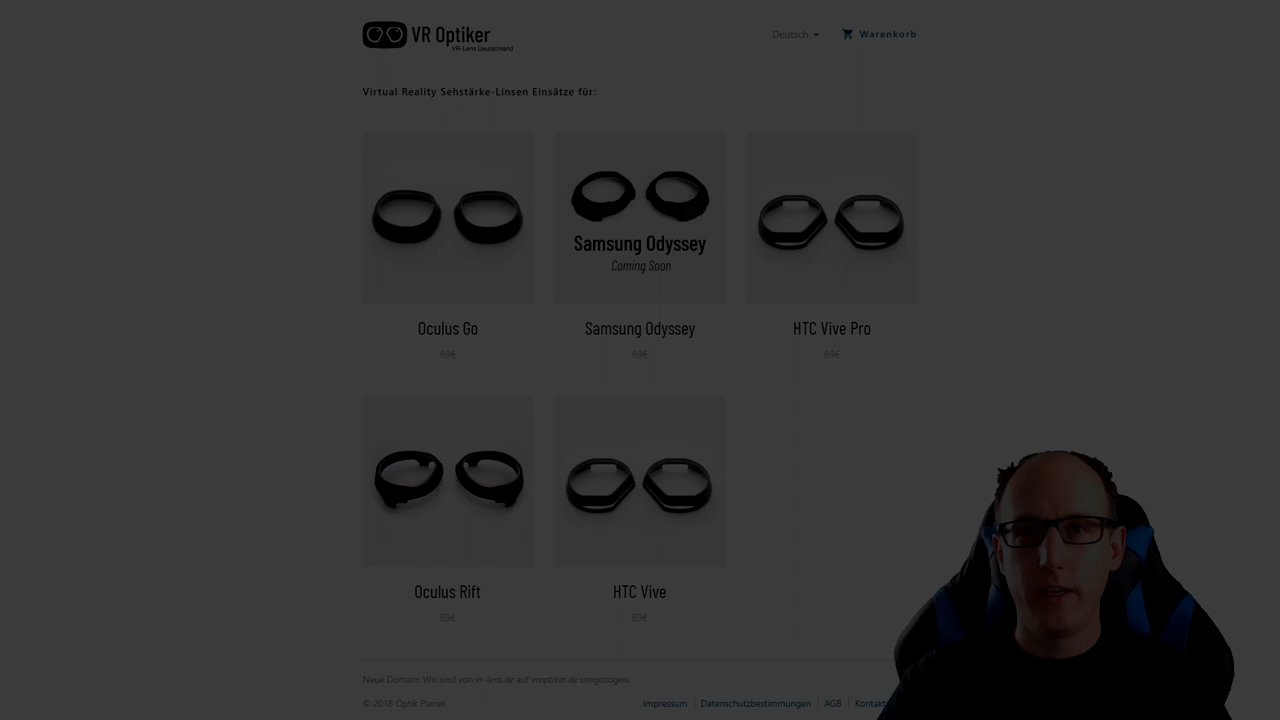 VR Optiker
VR-Lens Deutschland
Deutsch
Warenkorb
Virtual Reality Sehstärke-Linsen Einsätze für:
Samsung Odyssey
Coming Soon
Oculus Go
Samsung Odyssey
HTC Vive Pro
69€
69€
69€
Oculus Rift
HTC Vive
69€
69€
Neue Domain: Wir sind von vr-lens.de auf vroptiker.de umgezogen.
© 2018 Optik Planet
Impressum
Datenschutzbestimmungen
AGB
Kontakt